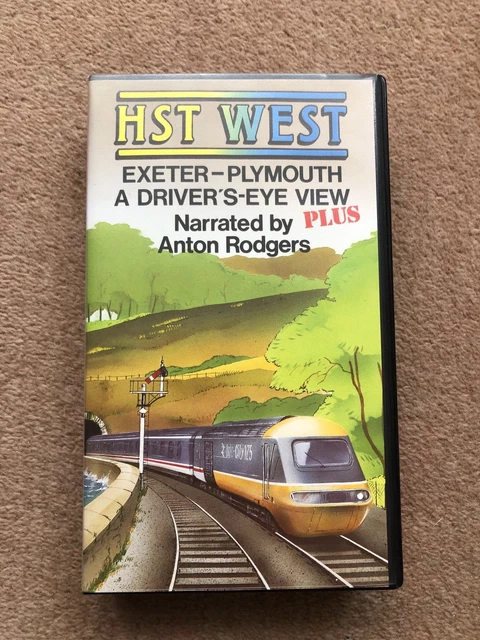 HST WEST
EXETER–PLYMOUTH
A DRIVER'S-EYE VIEW
PLUS
Narrated by
Anton Rodgers